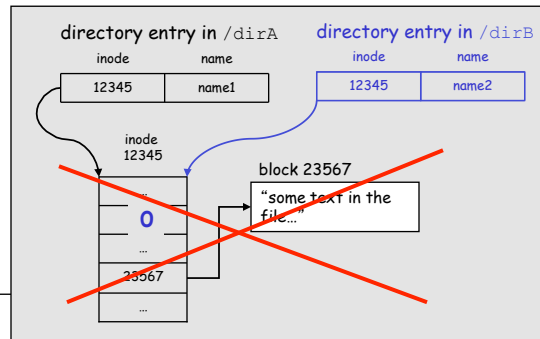 directory entry in /dirA
inode name
12345 name1
directory entry in /dirB
inode name
12345 name2
inode
12345
...
0
...
23567
...
block 23567
“some text in the
file…”